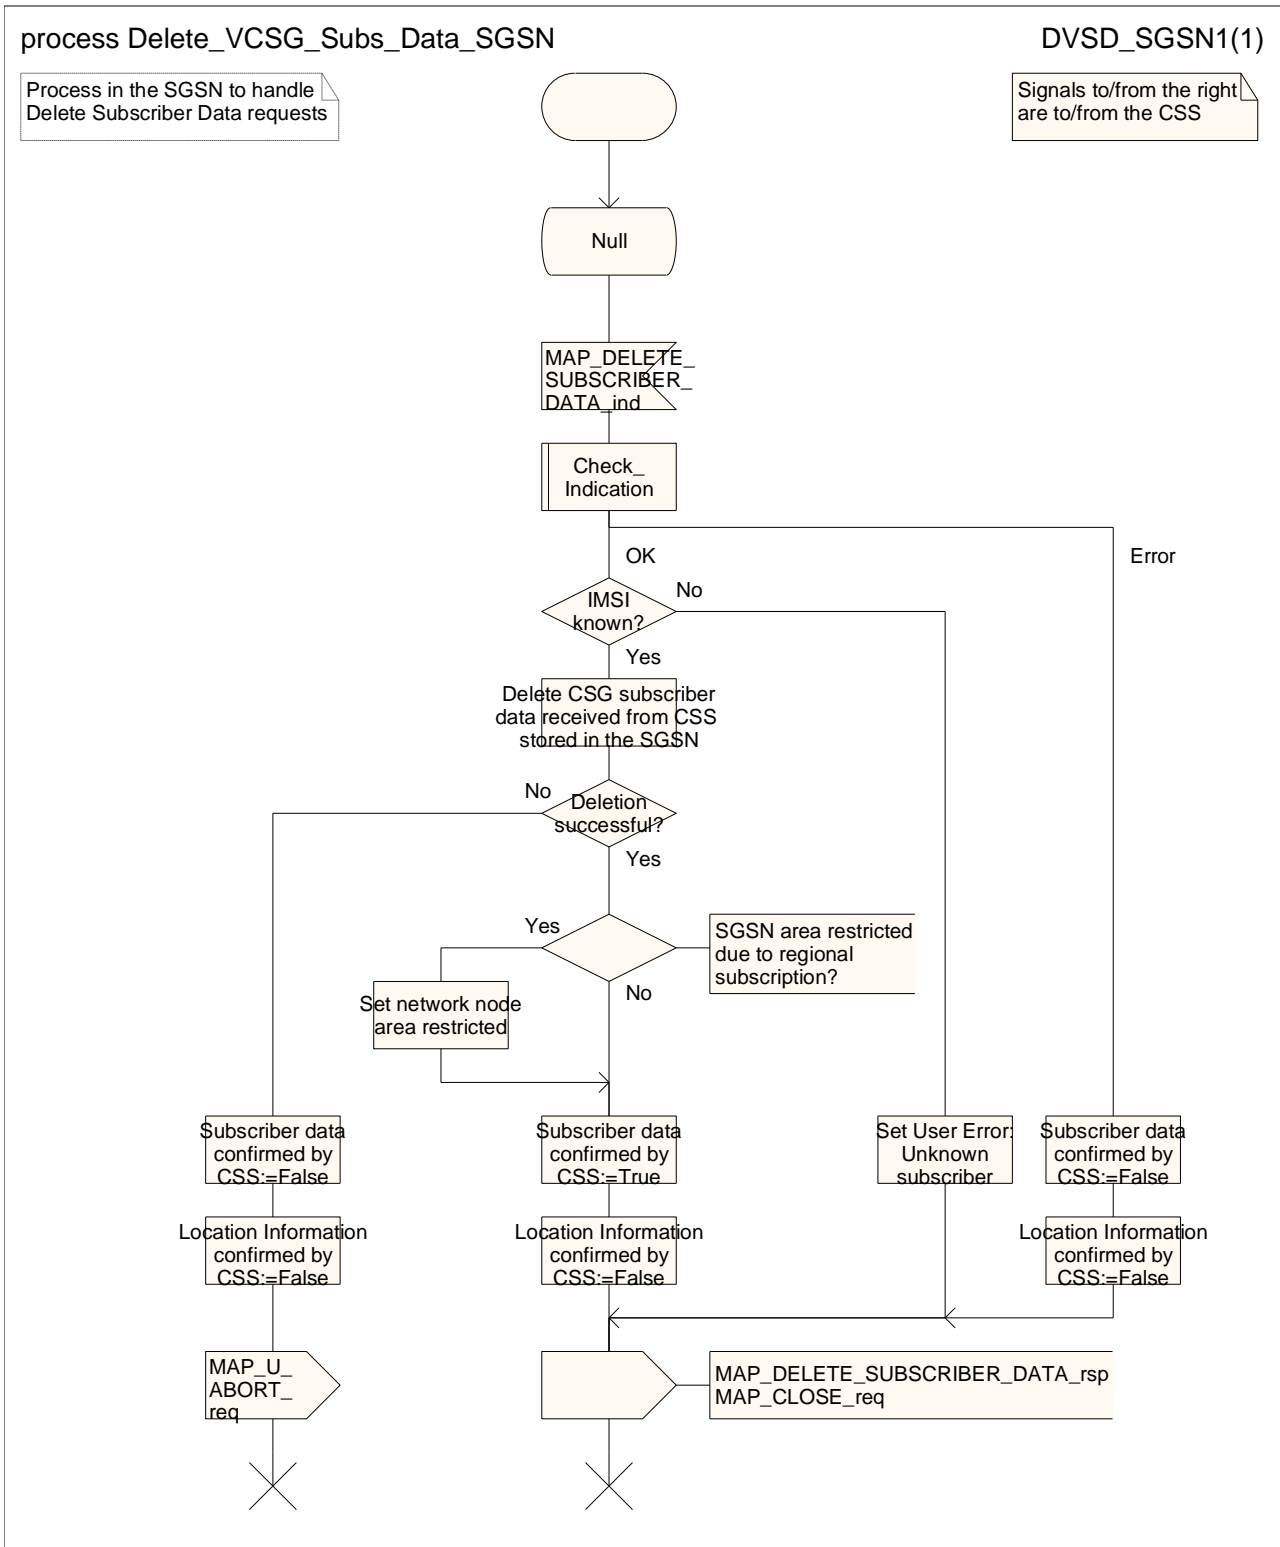 process Delete_VCSG_Subs_Data_SGSN
DVSD_SGSN1(1)
Process in the SGSN to handle
Delete Subscriber Data requests
Signals to/from the right
are to/from the CSS
Null
MAP_DELETE_
SUBSCRIBER_
DATA_ind
Check_
Indication
OK
Error
IMSI
known?
No
Yes
Delete CSG subscriber
data received from CSS
stored in the SGSN
No
Deletion
successful?
Yes
Yes
SGSN area restricted
due to regional
subscription?
No
Set network node
area restricted
Subscriber data
confirmed by
CSS:=False
Subscriber data
confirmed by
CSS:=True
Set User Error:
Unknown
subscriber
Subscriber data
confirmed by
CSS:=False
Location Information
confirmed by
CSS:=False
Location Information
confirmed by
CSS:=False
Location Information
confirmed by
CSS:=False
MAP_U_
ABORT_
req
MAP_DELETE_SUBSCRIBER_DATA_rsp
MAP_CLOSE_req